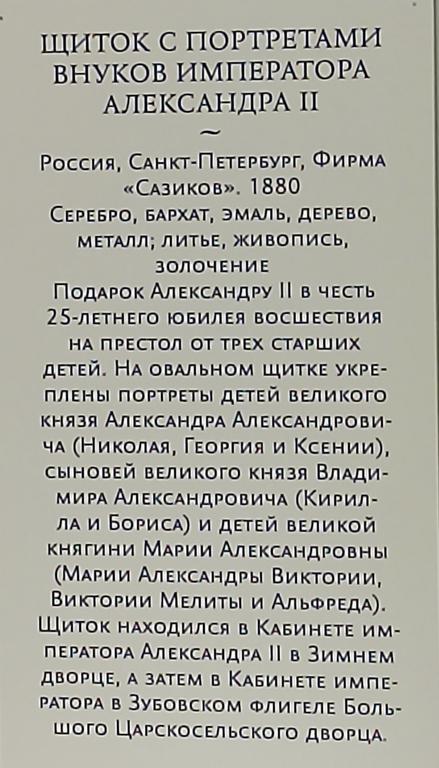 ЩИТОК С ПОРТРЕТАМИ
ВНУКОВ ИМПЕРАТОРА
АЛЕКСАНДРА II
~
Россия, Санкт-Петербург, Фирма
«Сазиков». 1880
Серебро, бархат, эмаль, дерево,
металл; литье, живопись,
золочение
Подарок Александру II в честь
25-летнего юбилея восшествия
на престол от трех старших
детей. На овальном щитке укре-
плены портреты детей великого
князя Александра Александрови-
ча (Николая, Георгия и Ксении),
сыновей великого князя Влади-
мира Александровича (Кирил-
ла и Бориса) и детей великой
княгини Марии Александровны
(Марии Александры Виктории,
Виктории Мелиты и Альфреда).
Щиток находился в Кабинете им-
ператора Александра II в Зимнем
дворце, а затем в Кабинете импе-
ратора в Зубовском флигеле Боль-
шого Царскосельского дворца.